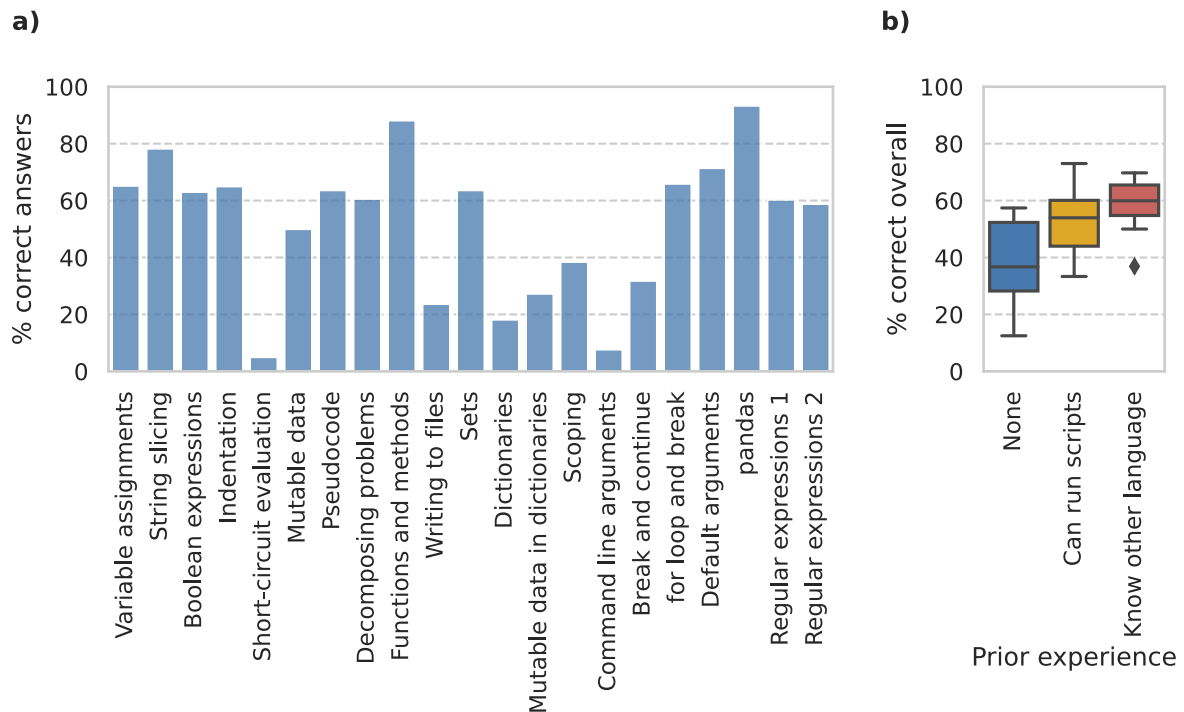 a)
% correct answers
100
80
60
40
20
0
Variable assignments
String slicing
Boolean expressions
Indentation
Short-circuit evaluation
Mutable data
Pseudocode
Decomposing problems
Functions and methods
Writing to files
Sets
Dictionaries
Mutable data in dictionaries
Scoping
Command line arguments
Break and continue
for loop and break
Default arguments
pandas
Regular expressions 1
Regular expressions 2
b)
% correct overall
100
80
60
40
20
0
None
Can run scripts
Know other language
Prior experience